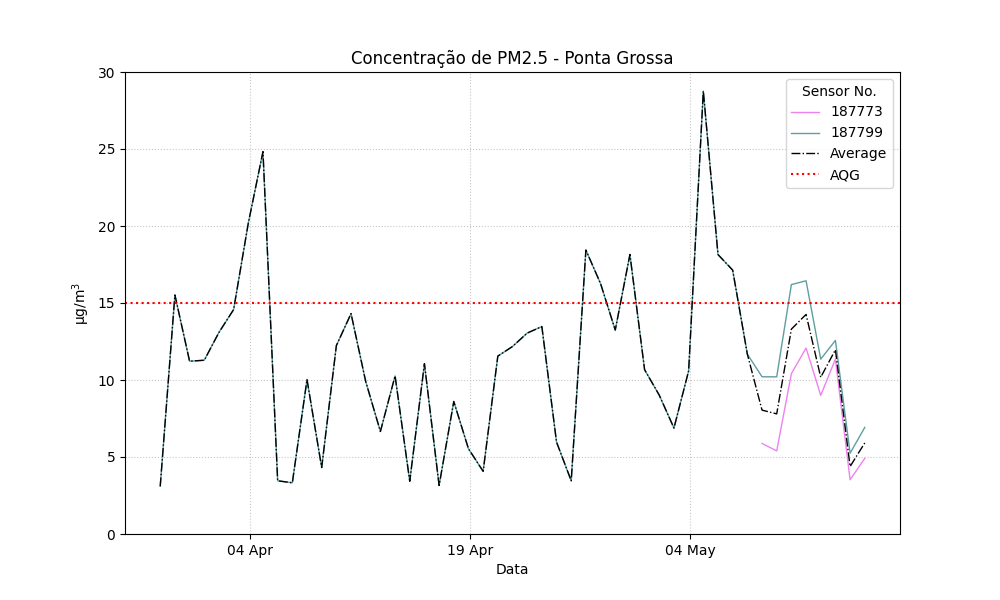 Concentração de PM2.5 - Ponta Grossa
Sensor No.
187773
187799
Average
AQG
30
25
20
15
10
5
0
µg/m³
04 Apr
19 Apr
04 May
Data